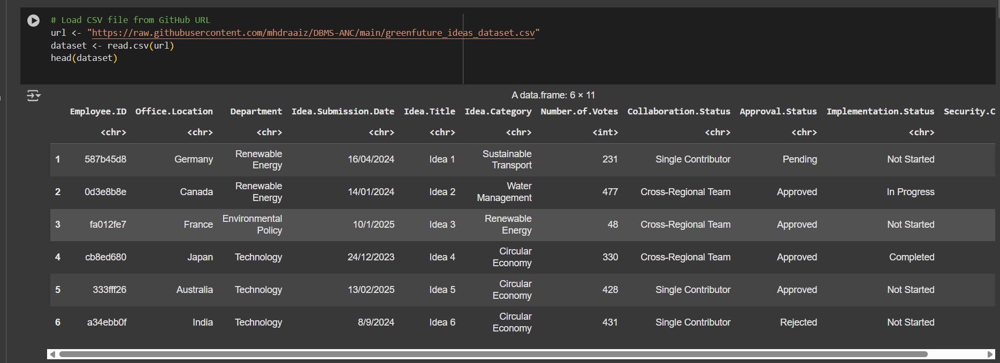 # Load CSV file from GitHub URL
url <- "https://raw.githubusercontent.com/mhdraaiz/DBMS-ANC/main/greenfuture_ideas_dataset.csv"
dataset <- read.csv(url)
head(dataset)
A data.frame: 6 × 11
Employee.ID Office.Location Department Idea.Submission.Date Idea.Title Idea.Category Number.of.Votes Collaboration.Status Approval.Status Implementation.Status Security.C
<chr> <chr> <chr> <chr> <chr> <chr> <int> <chr> <chr> <chr>
1 587b45d8 Germany Renewable Energy 16/04/2024 Idea 1 Sustainable Transport 231 Single Contributor Pending Not Started
2 0d3e8b8e Canada Renewable Energy 14/01/2024 Idea 2 Water Management 477 Cross-Regional Team Approved In Progress
3 fa012fe7 France Environmental Policy 10/1/2025 Idea 3 Renewable Energy 48 Cross-Regional Team Approved Not Started
4 cb8ed680 Japan Technology 24/12/2023 Idea 4 Circular Economy 330 Cross-Regional Team Approved Completed
5 333fff26 Australia Technology 13/02/2025 Idea 5 Circular Economy 428 Single Contributor Approved Not Started
6 a34ebb0f India Technology 8/9/2024 Idea 6 Circular Economy 431 Single Contributor Rejected Not Started